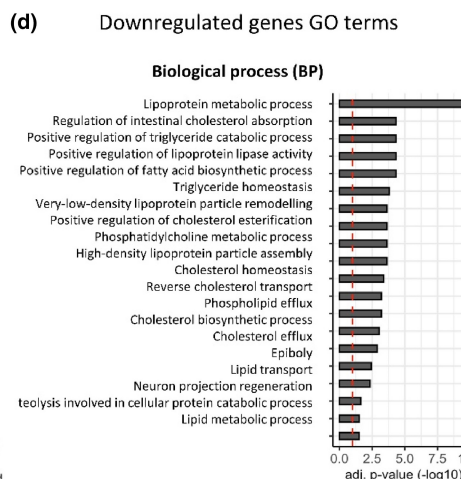 (d) Downregulated genes GO terms
Biological process (BP)
Lipoprotein metabolic process
Regulation of intestinal cholesterol absorption
Positive regulation of triglyceride catabolic process
Positive regulation of lipoprotein lipase activity
Positive regulation of fatty acid biosynthetic process
Triglyceride homeostasis
Very-low-density lipoprotein particle remodelling
Positive regulation of cholesterol esterification
Phosphatidylcholine metabolic process
High-density lipoprotein particle assembly
Cholesterol homeostasis
Reverse cholesterol transport
Phospholipid efflux
Cholesterol biosynthetic process
Cholesterol efflux
Epiboly
Lipid transport
Neuron projection regeneration
teolysis involved in cellular protein catabolic process
Lipid metabolic process
0.0 2.5 5.0 7.5 1
adj. p-value (-log10)